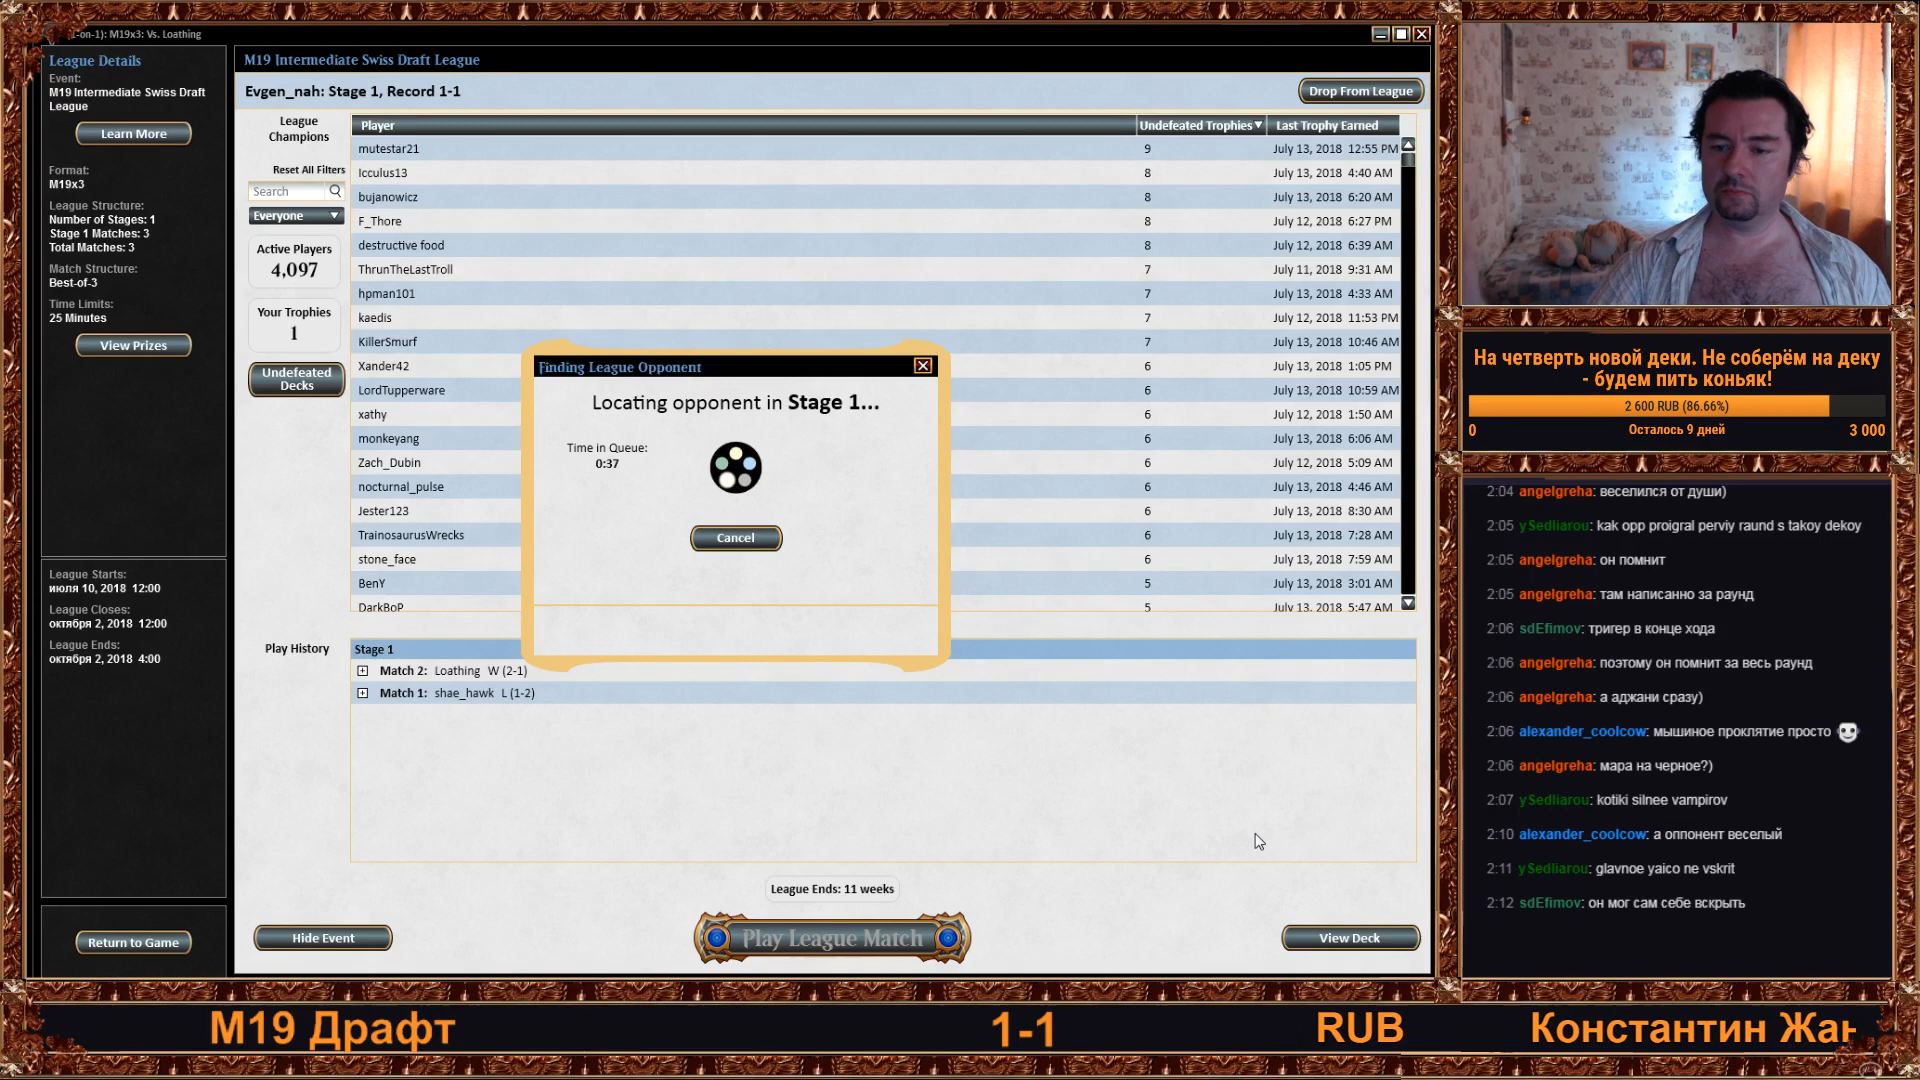 1-on-1): M19x3: Vs. Loathing
League Details
Event:
M19 Intermediate Swiss Draft
League
Learn More
Format:
M19x3
League Structure:
Number of Stages: 1
Stage 1 Matches: 3
Total Matches: 3
Match Structure:
Best-of-3
Time Limits:
25 Minutes
View Prizes
League Starts:
июля 10, 2018 12:00
League Closes:
октября 2, 2018 12:00
League Ends:
октября 2, 2018 4:00
Return to Game
M19 Intermediate Swiss Draft League
Evgen_nah: Stage 1, Record 1-1
Drop From League
League
Champions
Reset All Filters
Search
Everyone
Active Players
4,097
Your Trophies
1
Undefeated
Decks
Player Undefeated Trophies Last Trophy Earned
mutestar21 9 July 13, 2018 12:55 PM
Icculus13 8 July 13, 2018 4:40 AM
bujanowicz 8 July 13, 2018 6:20 AM
F_Thore 8 July 12, 2018 6:27 PM
destructive food 8 July 12, 2018 6:39 AM
ThrunTheLastTroll 7 July 11, 2018 9:31 AM
hpman101 7 July 13, 2018 4:33 AM
kaedis 7 July 12, 2018 11:53 PM
KillerSmurf 7 July 13, 2018 10:46 AM
Xander42 6 July 13, 2018 1:05 PM
LordTupperware 6 July 13, 2018 10:59 AM
xathy 6 July 12, 2018 1:50 AM
monkeyang 6 July 13, 2018 6:06 AM
Zach_Dubin 6 July 12, 2018 5:09 AM
nocturnal_pulse 6 July 13, 2018 4:46 AM
Jester123 6 July 13, 2018 8:30 AM
TrainosaurusWrecks 6 July 13, 2018 7:28 AM
stone_face 6 July 13, 2018 7:59 AM
BenY 5 July 13, 2018 3:01 AM
DarkBoP 5 July 13, 2018 5:47 AM
Finding League Opponent
Locating opponent in Stage 1...
Time in Queue:
0:37
Cancel
Play History
Stage 1
Match 2: Loathing W (2-1)
Match 1: shae_hawk L (1-2)
League Ends: 11 weeks
Hide Event
Play League Match
View Deck
На четверть новой деки. Не соберём на деку
- будем пить коньяк!
2 600 RUB (86.66%)
0 Осталось 9 дней 3 000
2:04 angelgreha: веселился от души)
2:05 ySedliarou: kak opp proigral perviy raund s takoy dekoy
2:05 angelgreha: он помнит
2:05 angelgreha: там написанно за раунд
2:06 sdEfimov: тригер в конце хода
2:06 angelgreha: поэтому он помнит за весь раунд
2:06 angelgreha: а аджани сразу)
2:06 alexander_coolcow: мышиное проклятие просто
2:06 angelgreha: мара на черное?)
2:07 ySedliarou: kotiki silnee vampirov
2:10 alexander_coolcow: а оппонент веселый
2:11 ySedliarou: glavnoe yaico ne vskrit
2:12 sdEfimov: он мог сам себе вскрыть
М19 Драфт 1-1 RUB Константин Жан